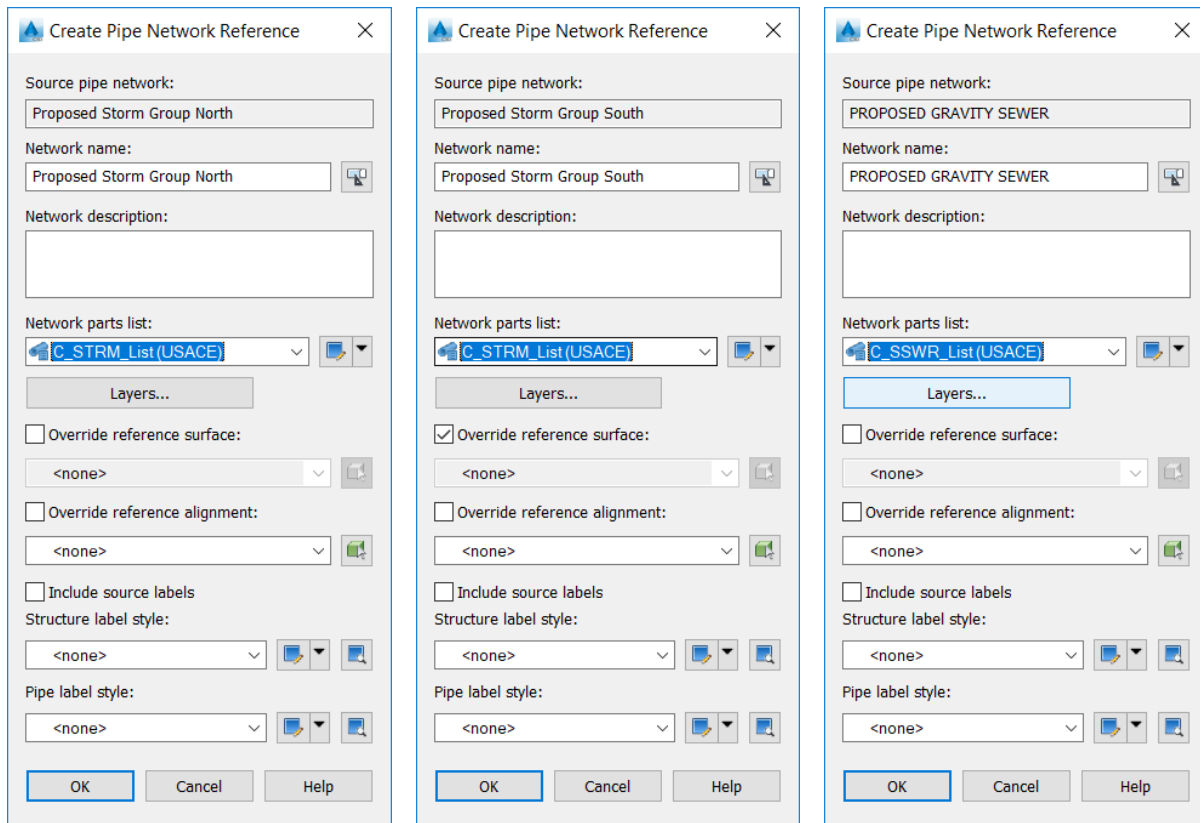 Create Pipe Network Reference
Source pipe network:
Proposed Storm Group North
Network name:
Proposed Storm Group North
Network description:
Network parts list:
C_STRM_List (USACE)
Layers...
Override reference surface:
<none>
Override reference alignment:
<none>
Include source labels
Structure label style:
<none>
Pipe label style:
<none>
OK Cancel Help
Create Pipe Network Reference
Source pipe network:
Proposed Storm Group South
Network name:
Proposed Storm Group South
Network description:
Network parts list:
C_STRM_List (USACE)
Layers...
Override reference surface:
<none>
Override reference alignment:
<none>
Include source labels
Structure label style:
<none>
Pipe label style:
<none>
OK Cancel Help
Create Pipe Network Reference
Source pipe network:
PROPOSED GRAVITY SEWER
Network name:
PROPOSED GRAVITY SEWER
Network description:
Network parts list:
C_SSWR_List (USACE)
Layers...
Override reference surface:
<none>
Override reference alignment:
<none>
Include source labels
Structure label style:
<none>
Pipe label style:
<none>
OK Cancel Help